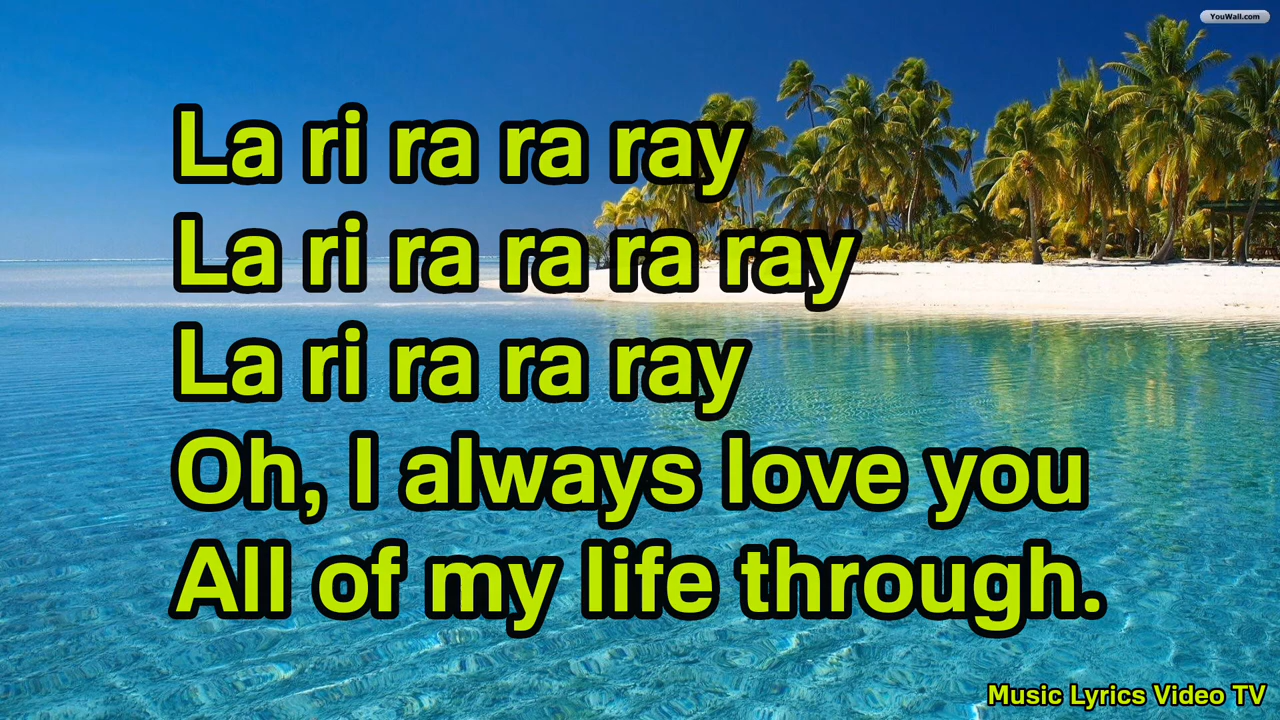 YouWall.com
La ri ra ra ray
La ri ra ra ra ray
La ri ra ra ray
Oh, I always love you
All of my life through.
Music Lyrics Video TV